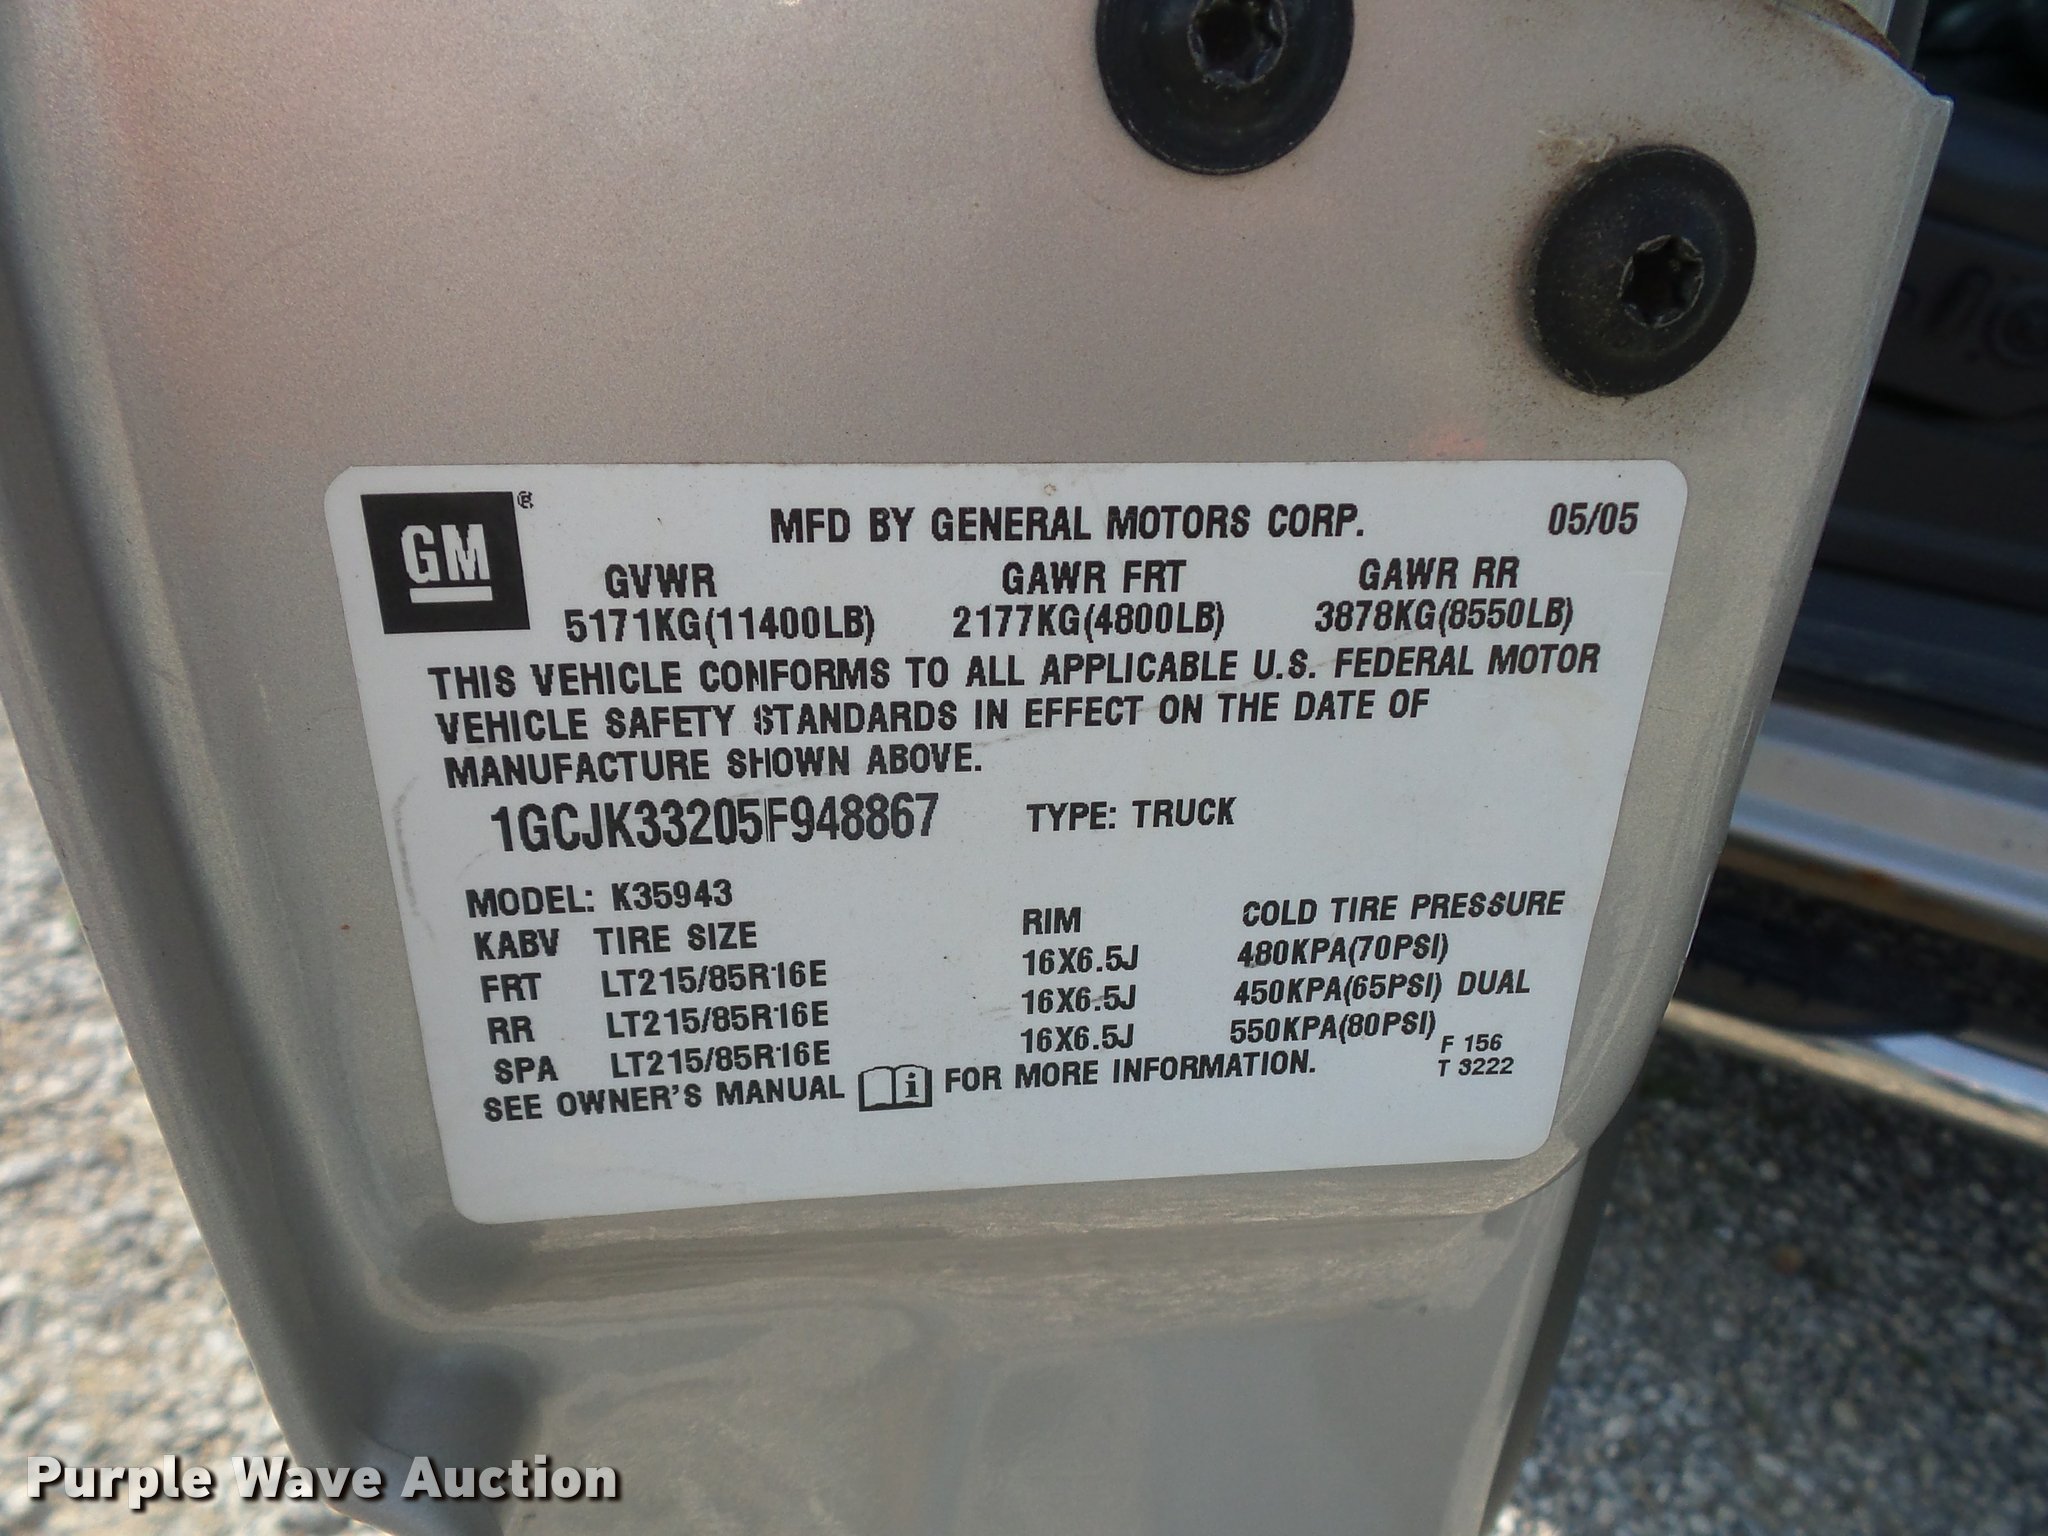 GM ®
MFD BY GENERAL MOTORS CORP. 05/05
GVWR GAWR FRT GAWR RR
5171KG(11400LB) 2177KG(4800LB) 3878KG(8550LB)
THIS VEHICLE CONFORMS TO ALL APPLICABLE U.S. FEDERAL MOTOR
VEHICLE SAFETY STANDARDS IN EFFECT ON THE DATE OF
MANUFACTURE SHOWN ABOVE.
1GCJK33205F948867 TYPE: TRUCK
MODEL: K35943
KABV TIRE SIZE RIM COLD TIRE PRESSURE
FRT LT215/85R16E 16X6.5J 480KPA(70PSI)
RR LT215/85R16E 16X6.5J 450KPA(65PSI) DUAL
SPA LT215/85R16E 16X6.5J 550KPA(80PSI)
F 156
T 3222
SEE OWNER'S MANUAL i FOR MORE INFORMATION.
Purple Wave Auction